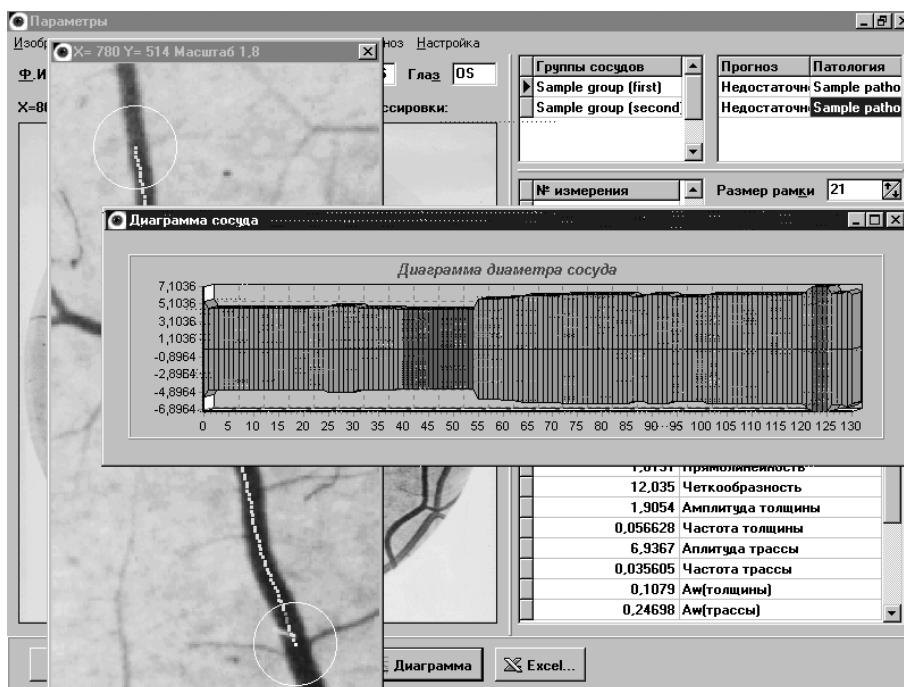 Параметры
Изобр
ноз Настройка
X= 780 Y= 514 Масштаб 1,8
Ф.И
Глаз OS
X=80
ссировки:
Группы сосудов
Sample group (first)
Sample group (second)
Прогноз Патология
Недостаточн Sample patho
Недостаточн Sample patho
№ измерения
Размер рамки 21
Диаграмма сосуда
Диаграмма диаметра сосуда
7,1036
5,1036
3,1036
1,1036
-0,8964
-2,8964
-4,8964
-6,8964
0 5 10 15 20 25 30 35 40 45 50 55 60 65 70 75 80 85 90 95 100 105 110 115 120 125 130
Прямолинейность
12,035 Четкообразность
1,9054 Амплитуда толщины
0,056628 Частота толщины
6,9367 Аплитуда трассы
0,035605 Частота трассы
0,1079 Aw(толщины)
0,24698 Aw(трассы)
Диаграмма
Excel...